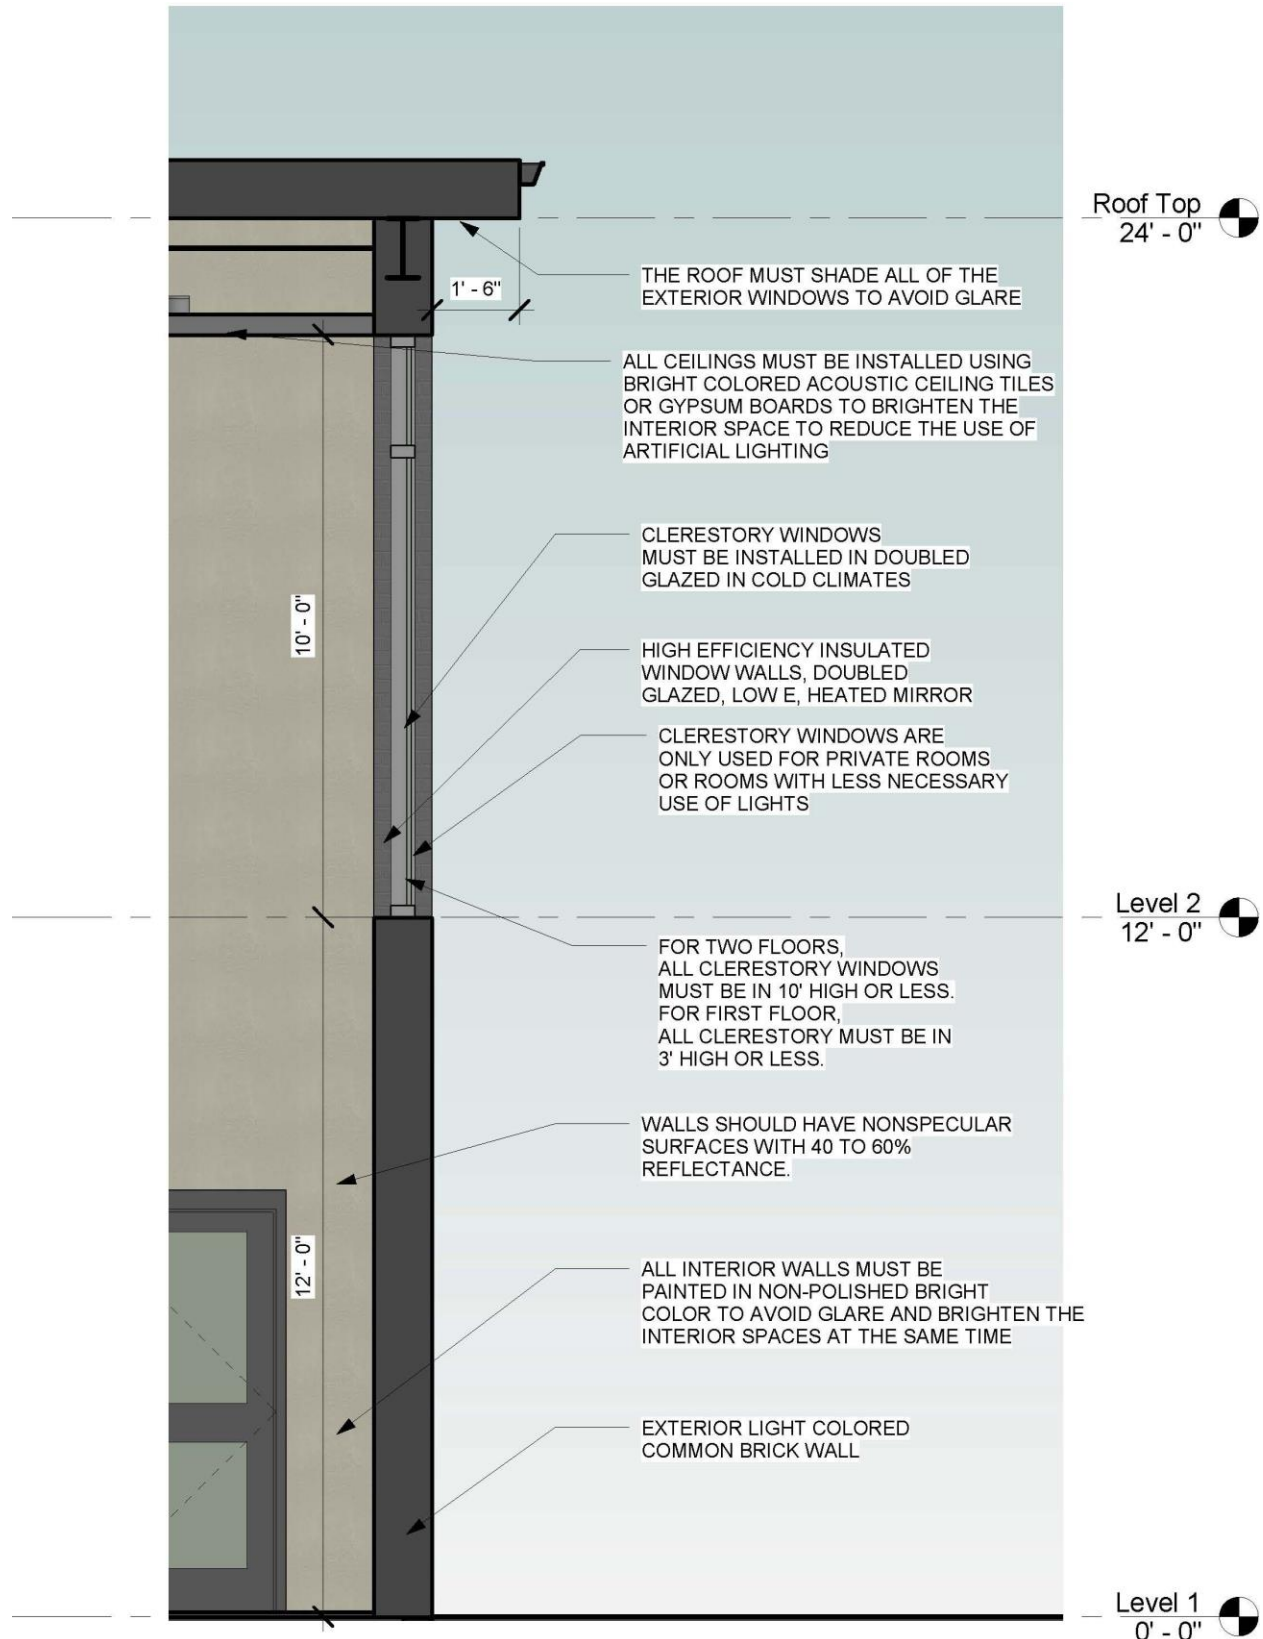 Roof Top
24' - 0"
THE ROOF MUST SHADE ALL OF THE
EXTERIOR WINDOWS TO AVOID GLARE
1' - 6"
ALL CEILINGS MUST BE INSTALLED USING
BRIGHT COLORED ACOUSTIC CEILING TILES
OR GYPSUM BOARDS TO BRIGHTEN THE
INTERIOR SPACE TO REDUCE THE USE OF
ARTIFICIAL LIGHTING
CLERESTORY WINDOWS
MUST BE INSTALLED IN DOUBLED
GLAZED IN COLD CLIMATES
10' - 0"
HIGH EFFICIENCY INSULATED
WINDOW WALLS, DOUBLED
GLAZED, LOW E, HEATED MIRROR
CLERESTORY WINDOWS ARE
ONLY USED FOR PRIVATE ROOMS
OR ROOMS WITH LESS NECESSARY
USE OF LIGHTS
Level 2
12' - 0"
FOR TWO FLOORS,
ALL CLERESTORY WINDOWS
MUST BE IN 10' HIGH OR LESS.
FOR FIRST FLOOR,
ALL CLERESTORY MUST BE IN
3' HIGH OR LESS.
WALLS SHOULD HAVE NONSPECULAR
SURFACES WITH 40 TO 60%
REFLECTANCE.
12' - 0"
ALL INTERIOR WALLS MUST BE
PAINTED IN NON-POLISHED BRIGHT
COLOR TO AVOID GLARE AND BRIGHTEN THE
INTERIOR SPACES AT THE SAME TIME
EXTERIOR LIGHT COLORED
COMMON BRICK WALL
Level 1
0' - 0"